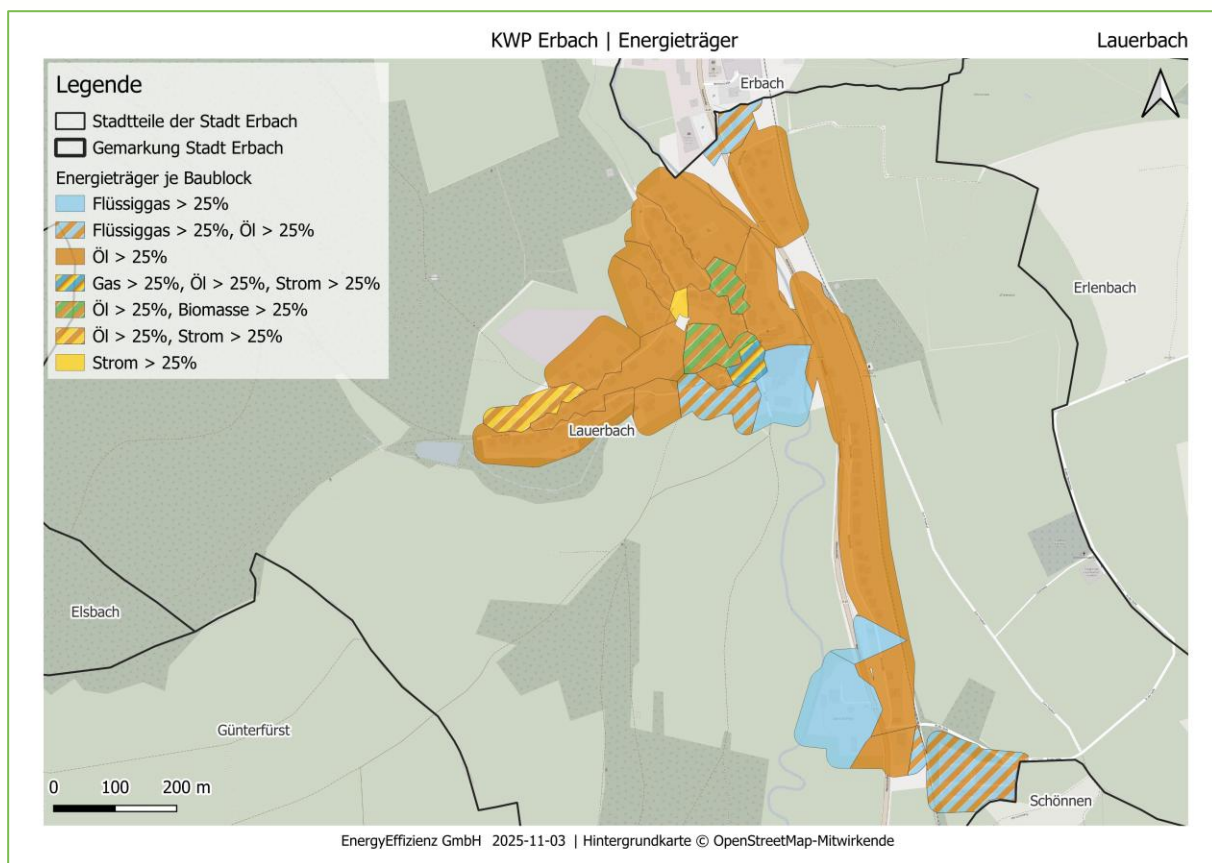 KWP Erbach | Energieträger
Lauerbach
Legende
Stadtteile der Stadt Erbach
Gemarkung Stadt Erbach
Energieträger je Baublock
Flüssiggas > 25%
Flüssiggas > 25%, Öl > 25%
Öl > 25%
Gas > 25%, Öl > 25%, Strom > 25%
Öl > 25%, Biomasse > 25%
Öl > 25%, Strom > 25%
Strom > 25%
Erbach
Erlenbach
Lauerbach
Elsbach
Günterfürst
Schönnen
0 100 200 m
EnergyEffizienz GmbH 2025-11-03 | Hintergrundkarte © OpenStreetMap-Mitwirkende